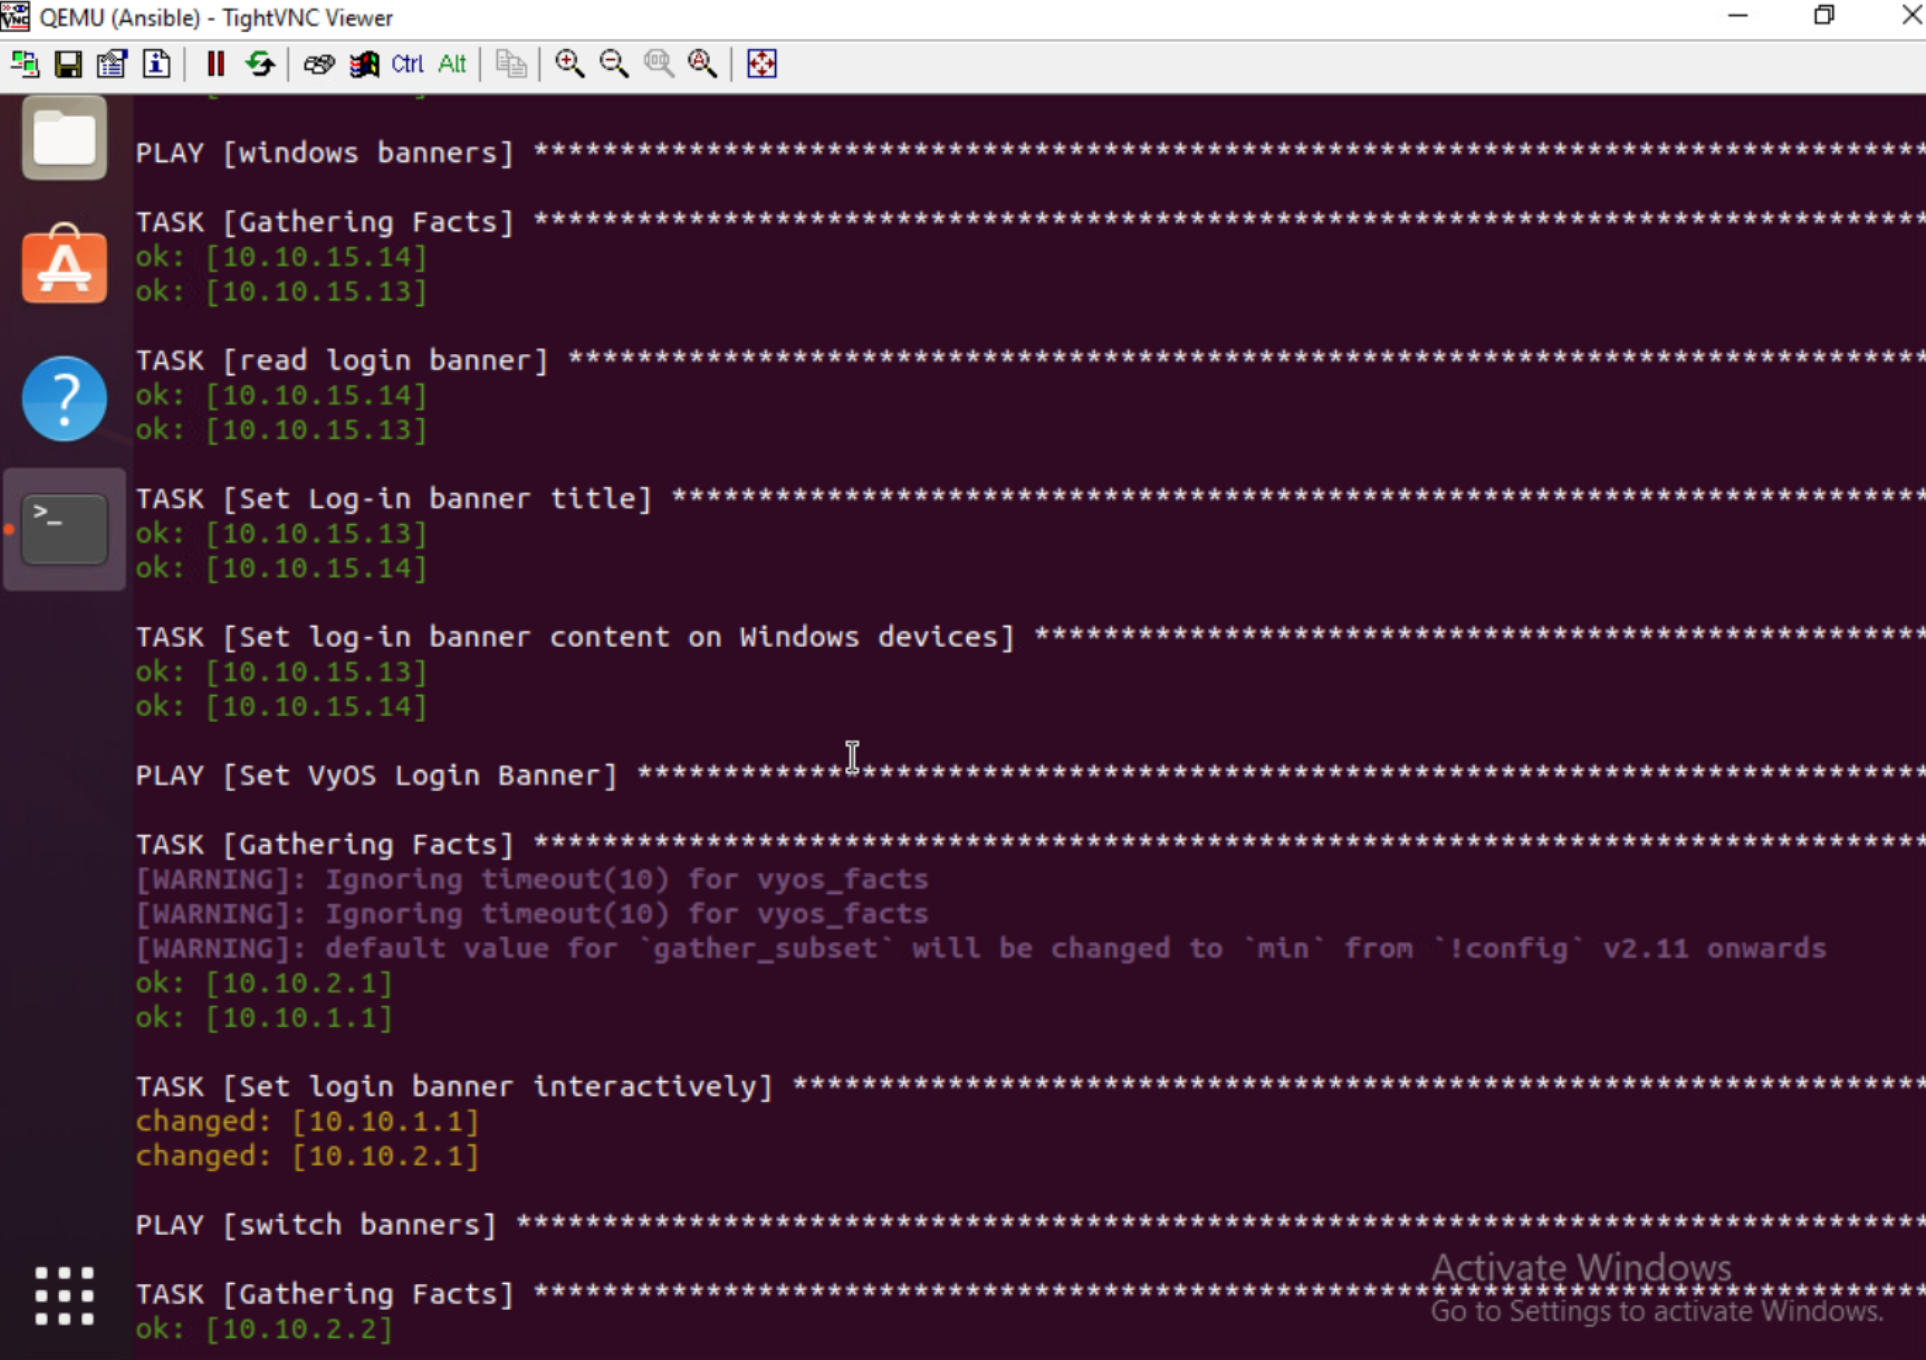 QEMU (Ansible) - TightVNC Viewer
Ctrl Alt
PLAY [windows banners] *********************************************************************************
TASK [Gathering Facts] *********************************************************************************
ok: [10.10.15.14]
ok: [10.10.15.13]
TASK [read login banner] *******************************************************************************
ok: [10.10.15.14]
ok: [10.10.15.13]
TASK [Set Log-in banner title] *************************************************************************
ok: [10.10.15.13]
ok: [10.10.15.14]
TASK [Set log-in banner content on Windows devices] ****************************************************
ok: [10.10.15.13]
ok: [10.10.15.14]
PLAY [Set VyOS Login Banner] ***************************************************************************
TASK [Gathering Facts] *********************************************************************************
[WARNING]: Ignoring timeout(10) for vyos_facts
[WARNING]: Ignoring timeout(10) for vyos_facts
[WARNING]: default value for `gather_subset` will be changed to `min` from `!config` v2.11 onwards
ok: [10.10.2.1]
ok: [10.10.1.1]
TASK [Set login banner interactively] ******************************************************************
changed: [10.10.1.1]
changed: [10.10.2.1]
PLAY [switch banners] **********************************************************************************
TASK [Gathering Facts] *********************************************************************************
ok: [10.10.2.2]
Activate Windows
Go to Settings to activate Windows.